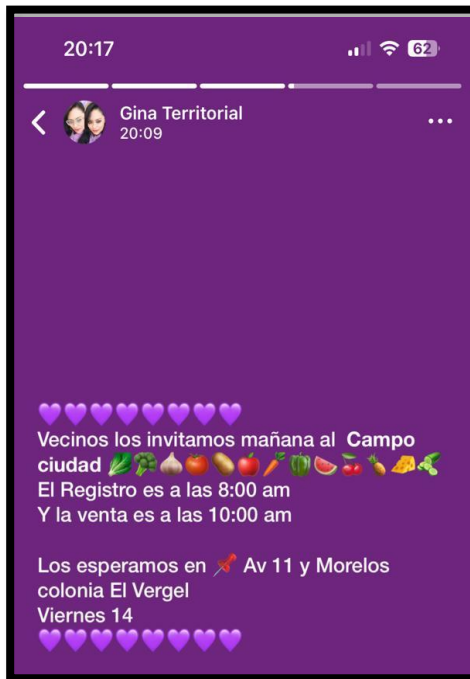 20:17
62
Gina Territorial
20:09
💜💜💜💜💜💜💜💜
Vecinos los invitamos mañana al Campo
ciudad 🥬🥦🧄🍅🥔🍎🥕🫑🍉🍒🍍🧀🥒
El Registro es a las 8:00 am
Y la venta es a las 10:00 am
Los esperamos en 📌 Av 11 y Morelos
colonia El Vergel
Viernes 14
💜💜💜💜💜💜💜💜